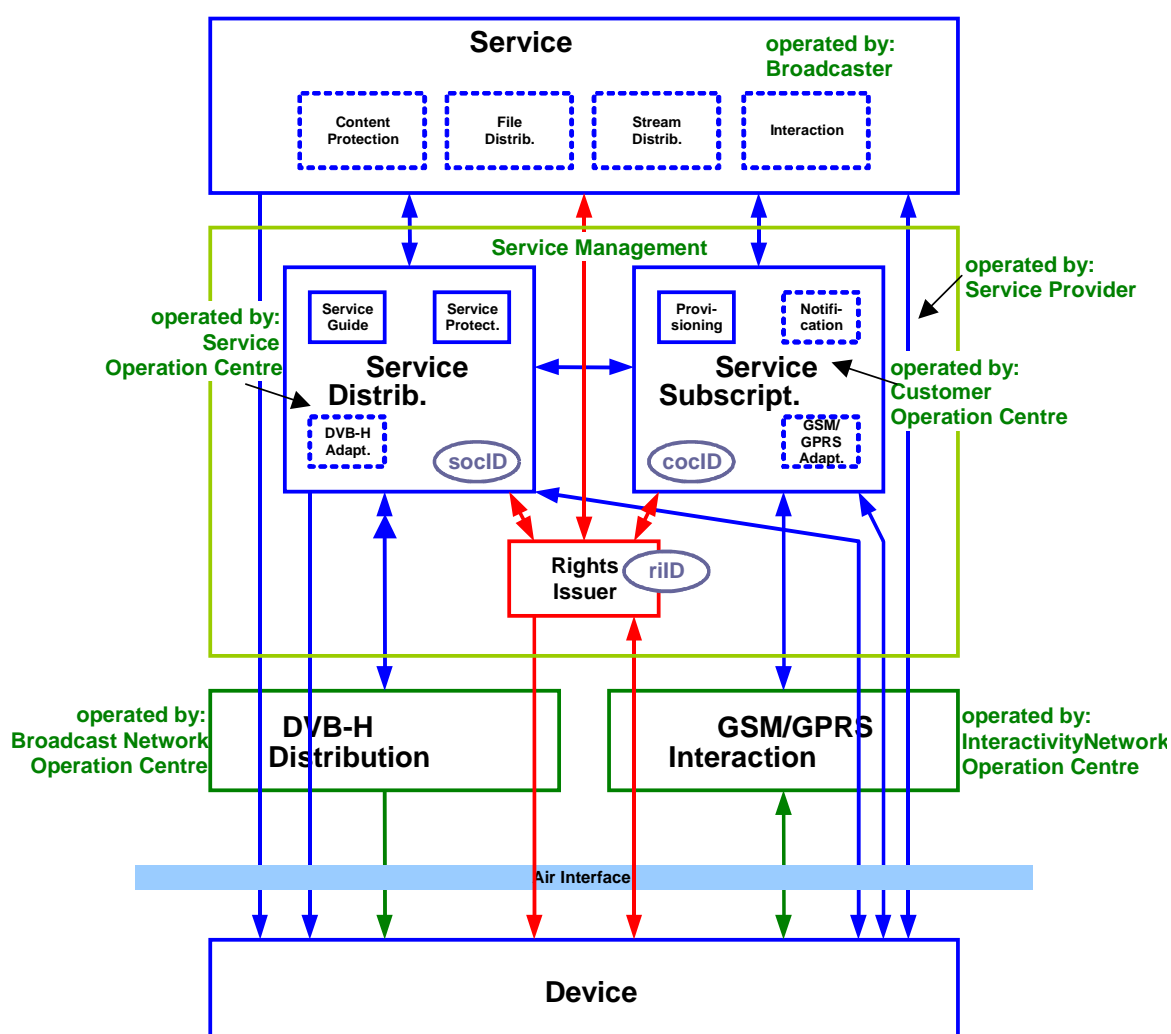 Service
operated by:
Broadcaster
Content
Protection
File
Distrib.
Stream
Distrib.
Interaction
Service Management
operated by:
Service Provider
operated by:
Service
Operation Centre
Service
Guide
Service
Protect.
Service
Distrib.
DVB-H
Adapt.
socID
Provi-
sioning
Notifi-
cation
Service
Subscript.
GSM/
GPRS
Adapt.
cocID
operated by:
Customer
Operation Centre
Rights
Issuer
riID
operated by:
Broadcast Network
Operation Centre
DVB-H
Distribution
GSM/GPRS
Interaction
operated by:
InteractivityNetwork
Operation Centre
Air Interface
Device